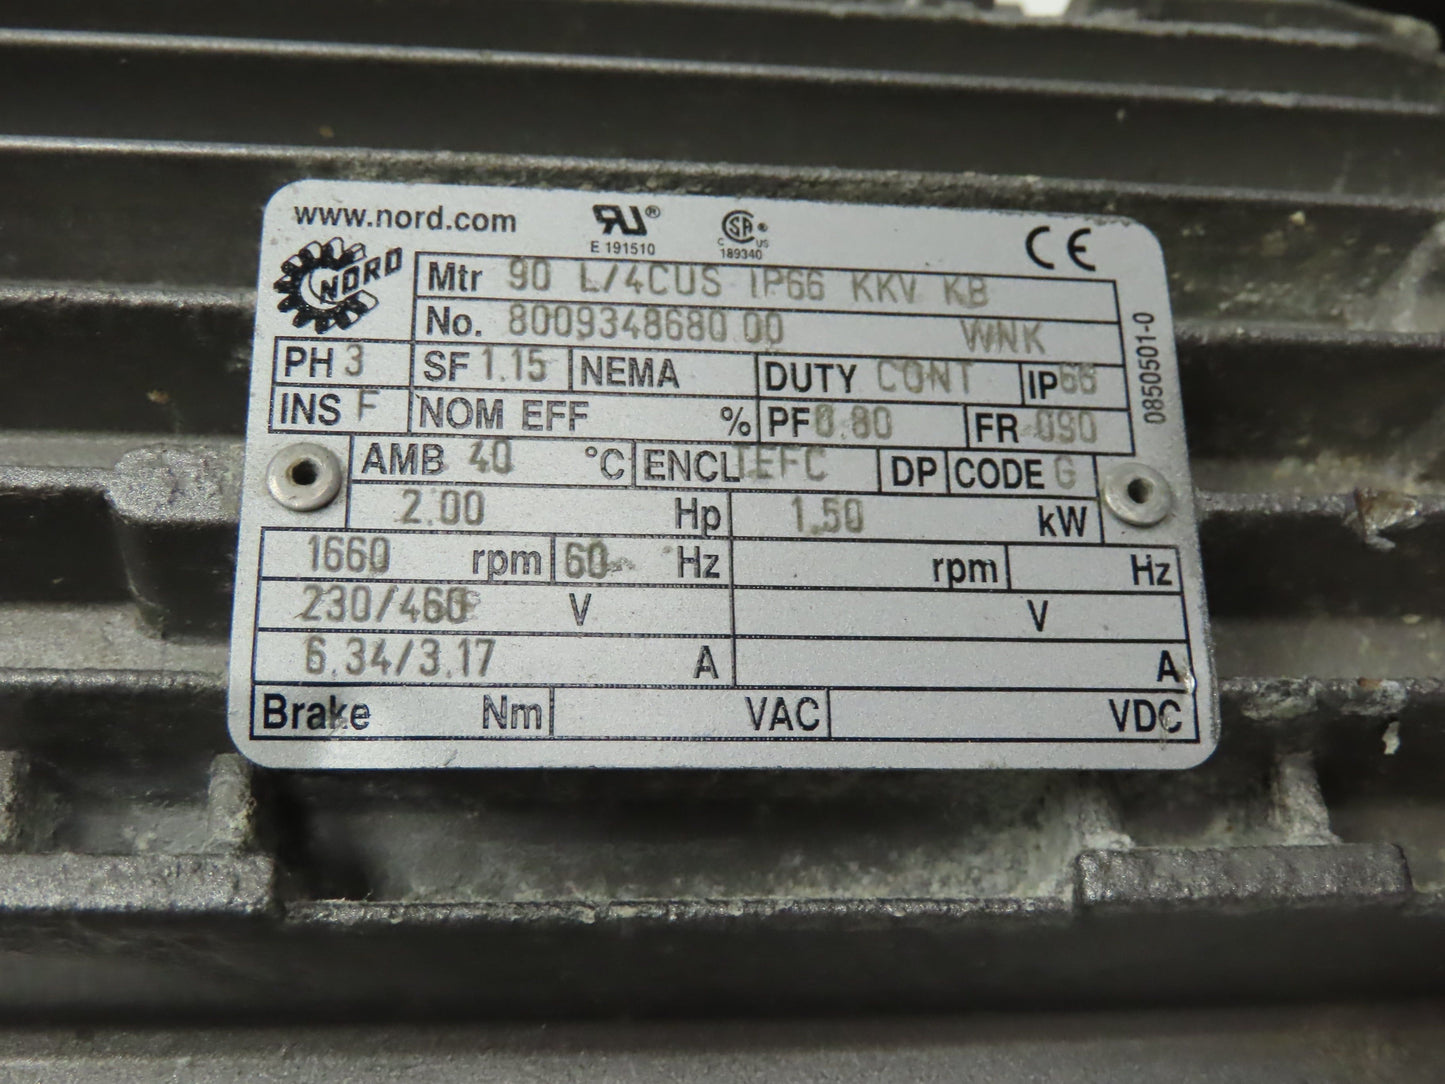 www.nord.com RU® CSA® CE
E 191510 C US
189340
NORD
Mtr 90 L/4CUS IP66 KKV KB
No. 8009348680 00 WNK
PH 3 SF 1.15 NEMA DUTY CONT IP66
INS F NOM EFF % PF 0.80 FR 090
AMB 40 °C ENCL TEFC DP CODE G
2.00 Hp 1.50 kW
1660 rpm 60 Hz rpm Hz
230/460 V V
6.34/3.17 A A
Brake Nm VAC VDC
0850501-0